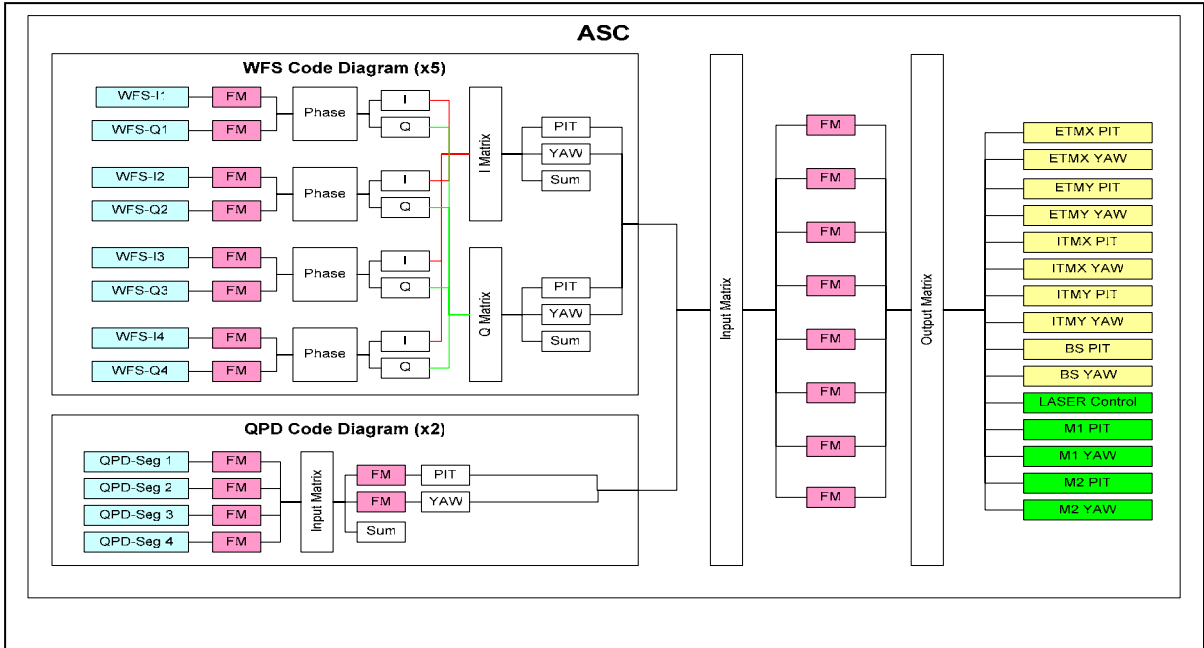 ASC
WFS Code Diagram (x5)
WFS-I1
FM
WFS-Q1
FM
Phase
I
Q
WFS-I2
FM
WFS-Q2
FM
Phase
I
Q
WFS-I3
FM
WFS-Q3
FM
Phase
I
Q
WFS-I4
FM
WFS-Q4
FM
Phase
I
Q
I Matrix
PIT
YAW
Sum
Q Matrix
PIT
YAW
Sum
QPD Code Diagram (x2)
QPD-Seg 1
FM
QPD-Seg 2
FM
QPD-Seg 3
FM
QPD-Seg 4
FM
Input Matrix
FM
PIT
FM
YAW
Sum
Input Matrix
FM
FM
FM
FM
FM
FM
FM
FM
Output Matrix
ETMX PIT
ETMX YAW
ETMY PIT
ETMY YAW
ITMX PIT
ITMX YAW
ITMY PIT
ITMY YAW
BS PIT
BS YAW
LASER Control
M1 PIT
M1 YAW
M2 PIT
M2 YAW